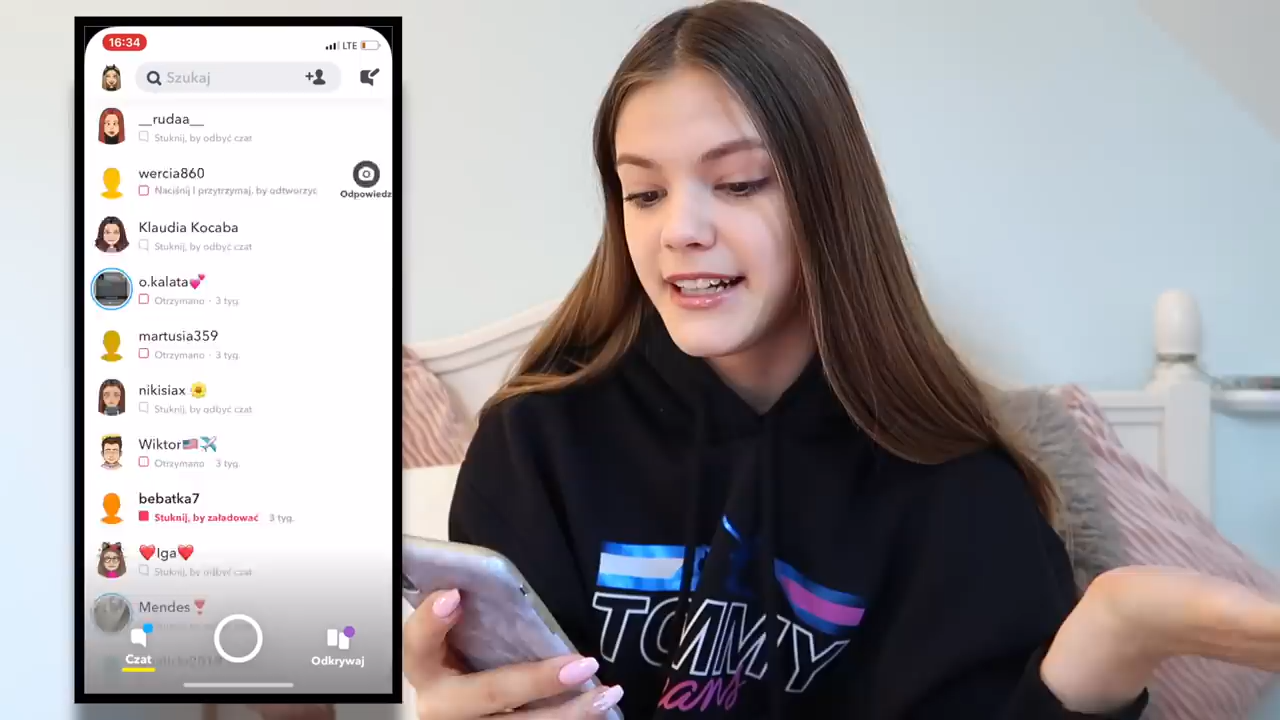 16:34
LTE
Szukaj
__rudaa__
Stuknij, by odbyć czat
wercia860
Naciśnij i przytrzymaj, by odtworzyć
Odpowiedz
Klaudia Kocaba
Stuknij, by odbyć czat
o.kalata💕
Otrzymano · 3 tyg.
martusia359
Otrzymano · 3 tyg.
nikisiax 🌻
Stuknij, by odbyć czat
Wiktor🇺🇸✈️
Otrzymano 3 tyg.
bebatka7
Stuknij, by załadować 3 tyg.
❤️Iga❤️
Stuknij, by odbyć czat
Mendes
Czat
Odkrywaj
TOMMY
Jeans